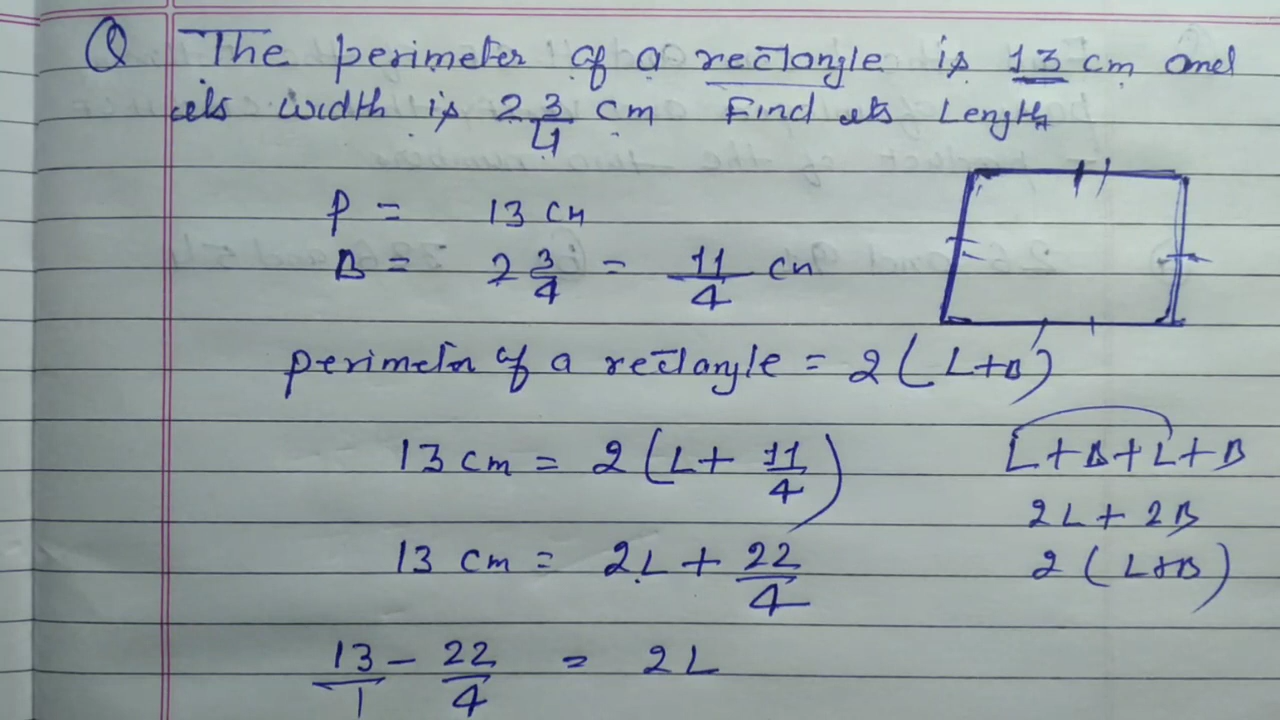 Q The perimeter of a rectangle is 13 cm and
its width is 2 3/4 cm Find its Length
P = 13 cm
B = 2 3/4 = 11/4 cm
perimeter of a rectangle = 2 ( L+B )
13 cm = 2 ( L + 11/4 )
L+B+L+B
2L + 2B
13 cm = 2L + 22/4
2 ( L+B )
13/1 - 22/4 = 2L